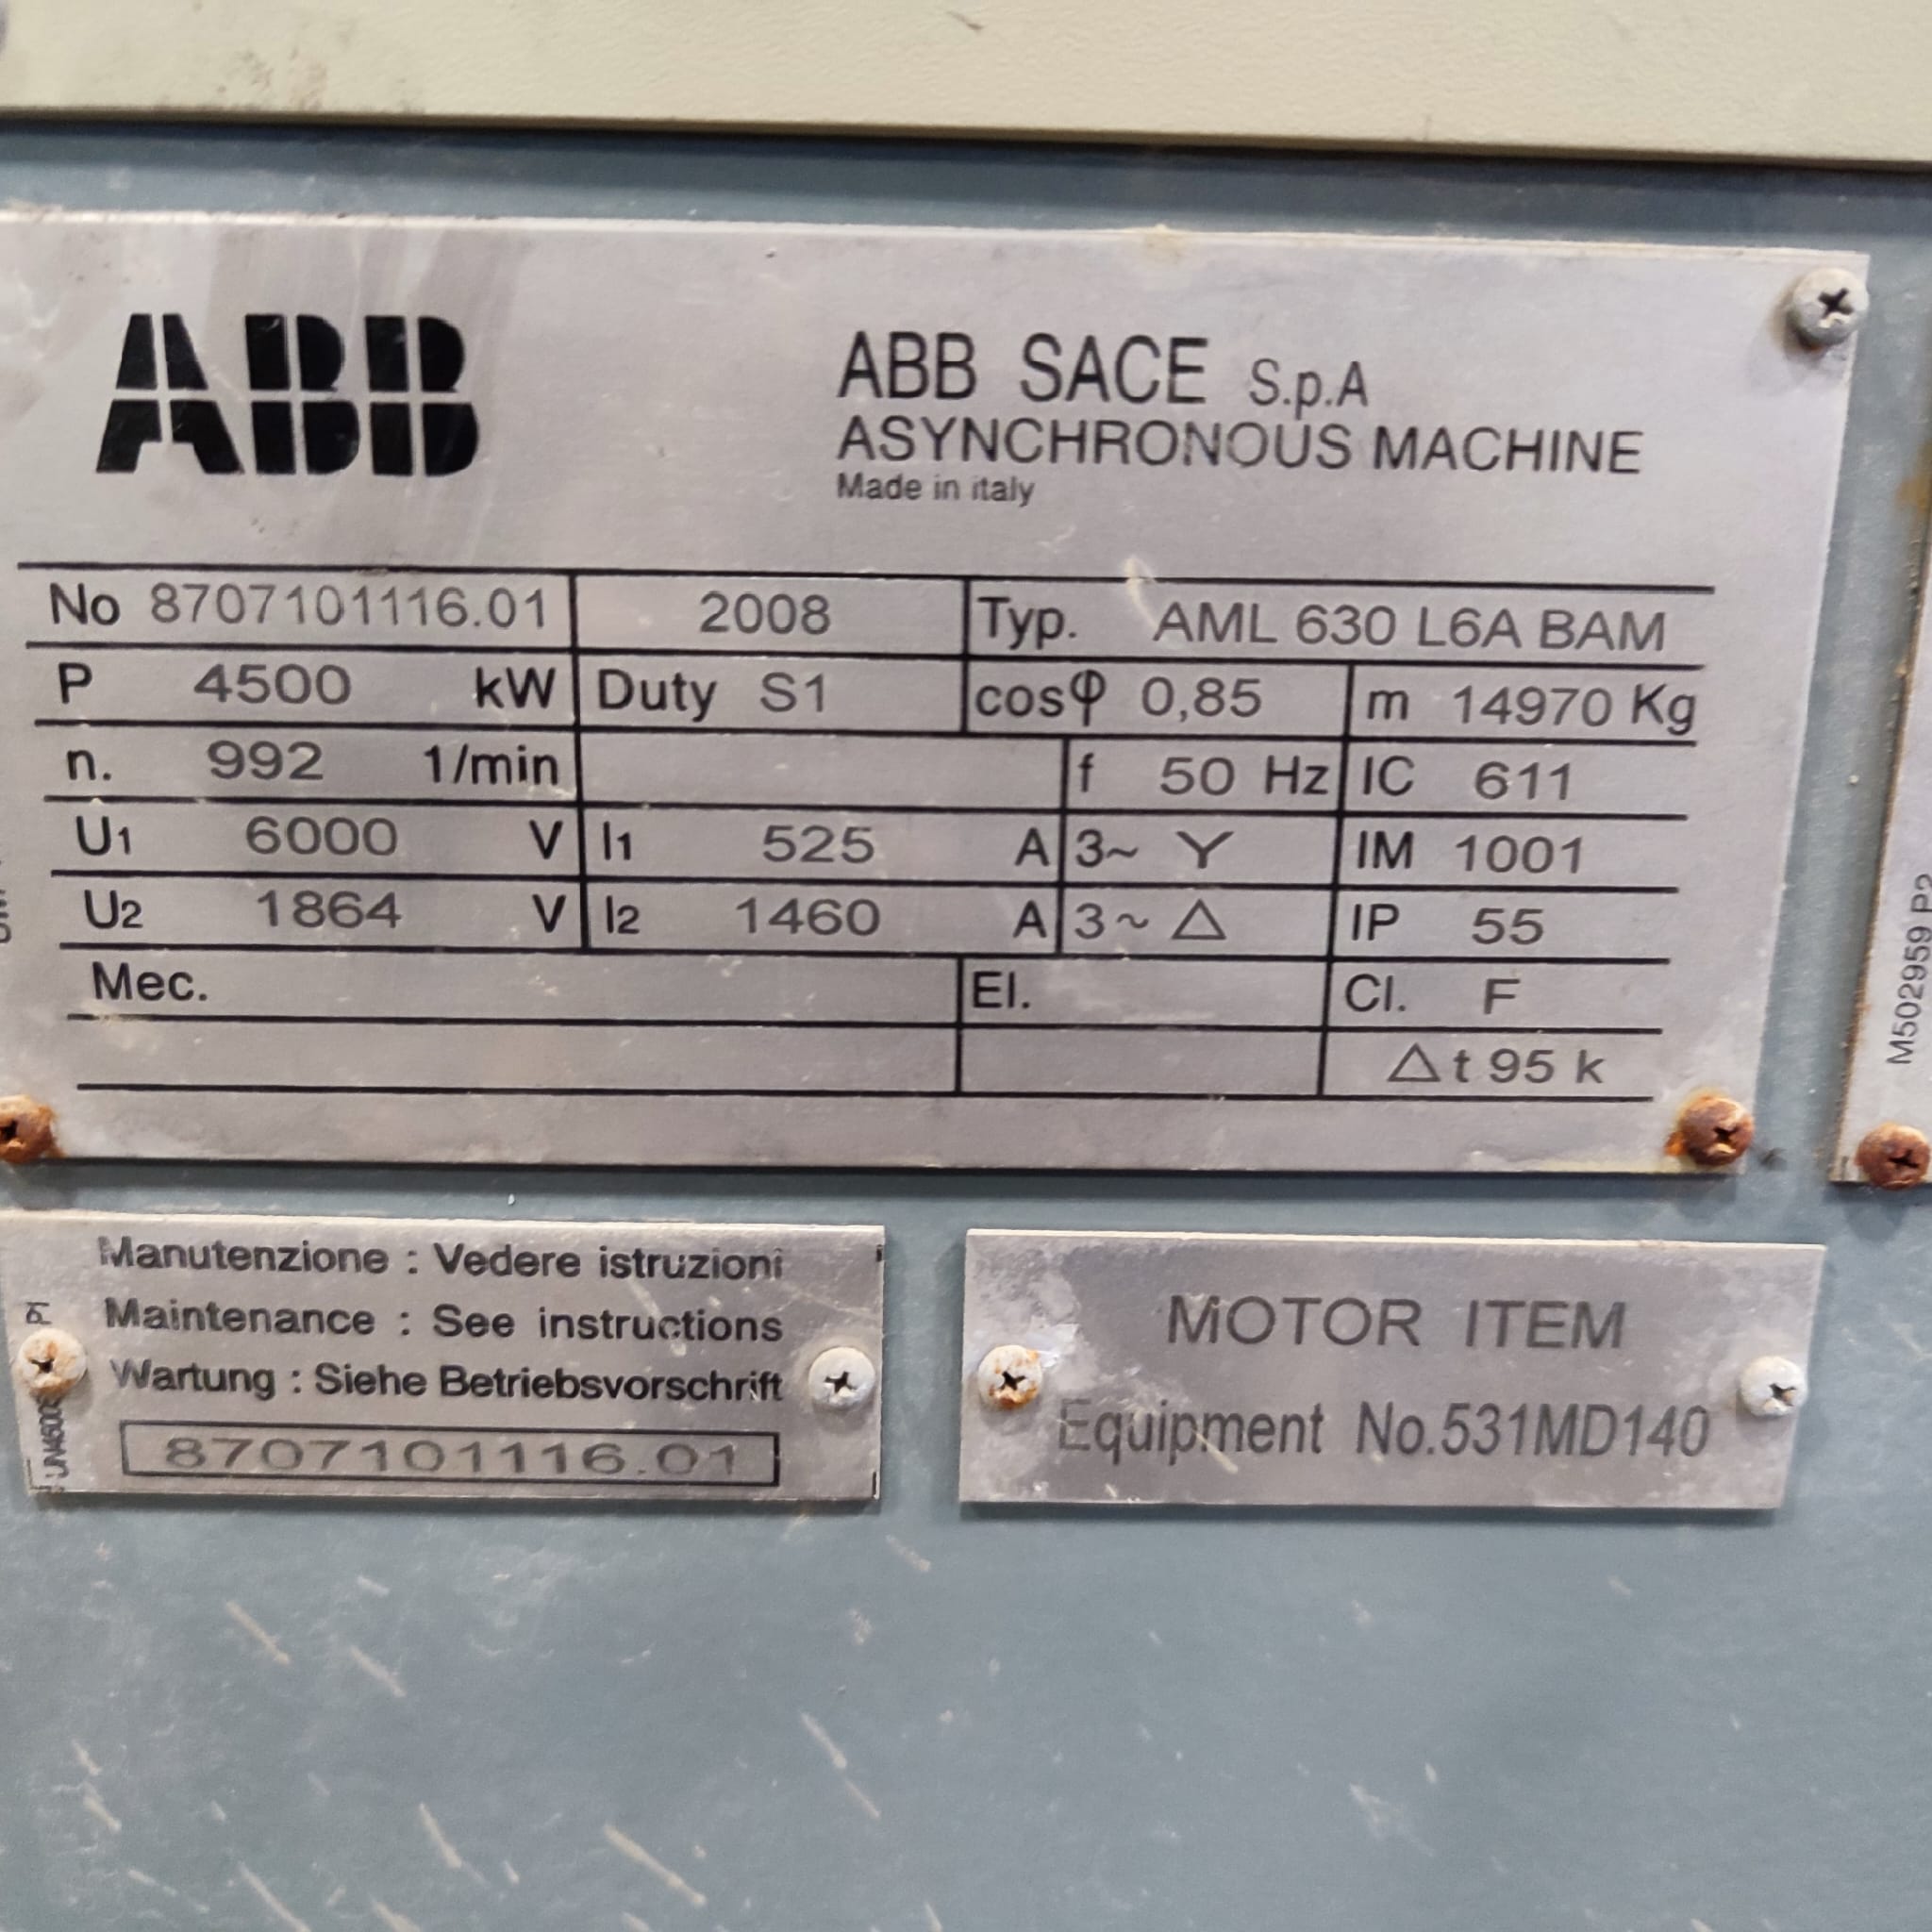 ABB
ABB SACE S.p.A
ASYNCHRONOUS MACHINE
Made in italy
No 8707101116.01 2008 Typ. AML 630 L6A BAM
P 4500 kW Duty S1 cosφ 0,85 m 14970 Kg
n. 992 1/min f 50 Hz IC 611
U1 6000 V I1 525 A 3~ Y IM 1001
U2 1864 V I2 1460 A 3~ △ IP 55
Mec. El. Cl. F
△t 95 k
M502959 P2
Manutenzione : Vedere istruzioni
Maintenance : See instructions
Wartung : Siehe Betriebsvorschrift
8707101116.01
MOTOR ITEM
Equipment No.531MD140